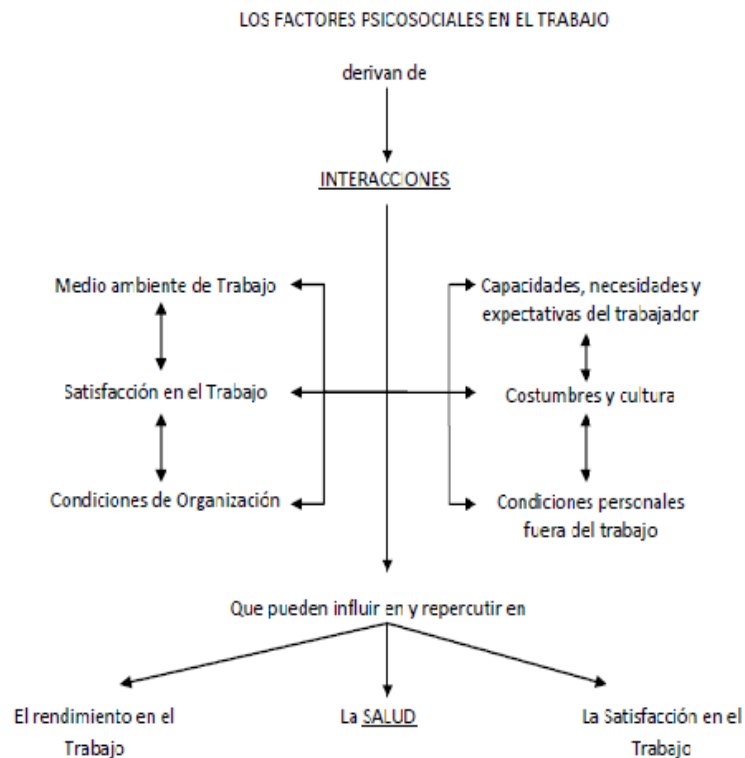 LOS FACTORES PSICOSOCIALES EN EL TRABAJO
derivan de
INTERACCIONES
Medio ambiente de Trabajo
Capacidades, necesidades y
expectativas del trabajador
Satisfacción en el Trabajo
Costumbres y cultura
Condiciones de Organización
Condiciones personales
fuera del trabajo
Que pueden influir en y repercutir en
El rendimiento en el
Trabajo
La SALUD
La Satisfacción en el
Trabajo